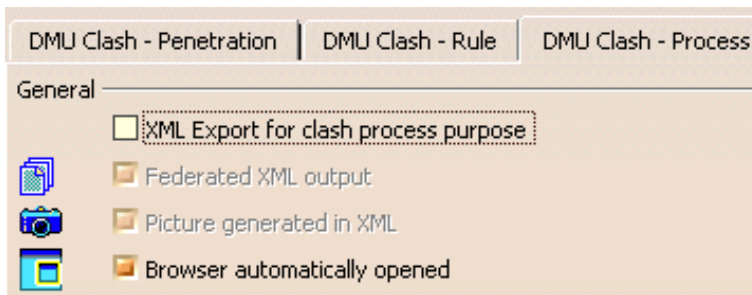 DMU Clash - Penetration DMU Clash - Rule DMU Clash - Process
General
XML Export for clash process purpose
Federated XML output
Picture generated in XML
Browser automatically opened